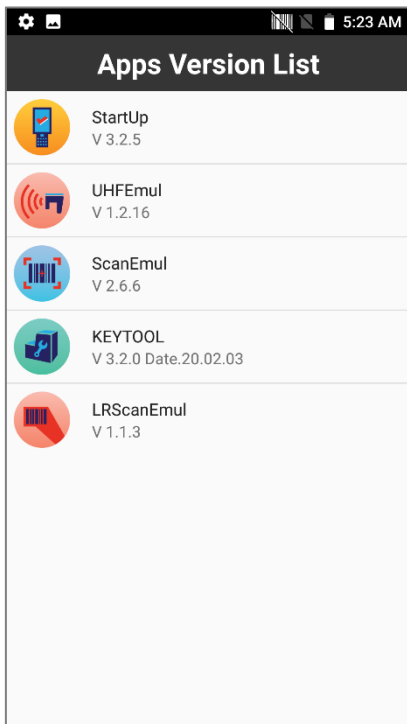 5:23 AM
Apps Version List
StartUp
V 3.2.5
UHFEmul
V 1.2.16
ScanEmul
V 2.6.6
KEYTOOL
V 3.2.0 Date.20.02.03
LRScanEmul
V 1.1.3